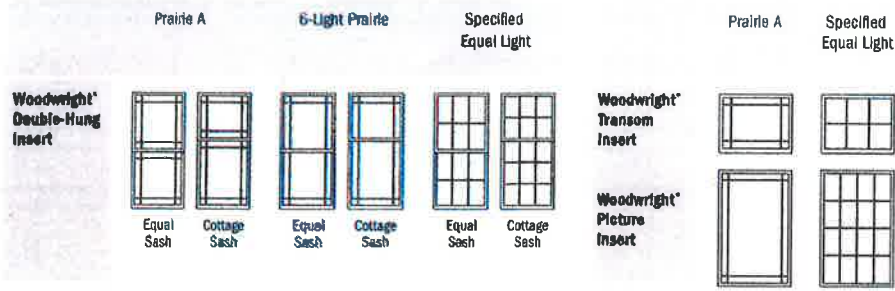 Prairie A
6-Light Prairie
Specified
Equal Light
Woodwright*
Double-Hung
Insert
Equal
Sash
Cottage
Sash
Equal
Sash
Cottage
Sash
Equal
Sash
Cottage
Sash
Prairie A
Specified
Equal Light
Woodwright*
Transom
Insert
Woodwright*
Picture
Insert